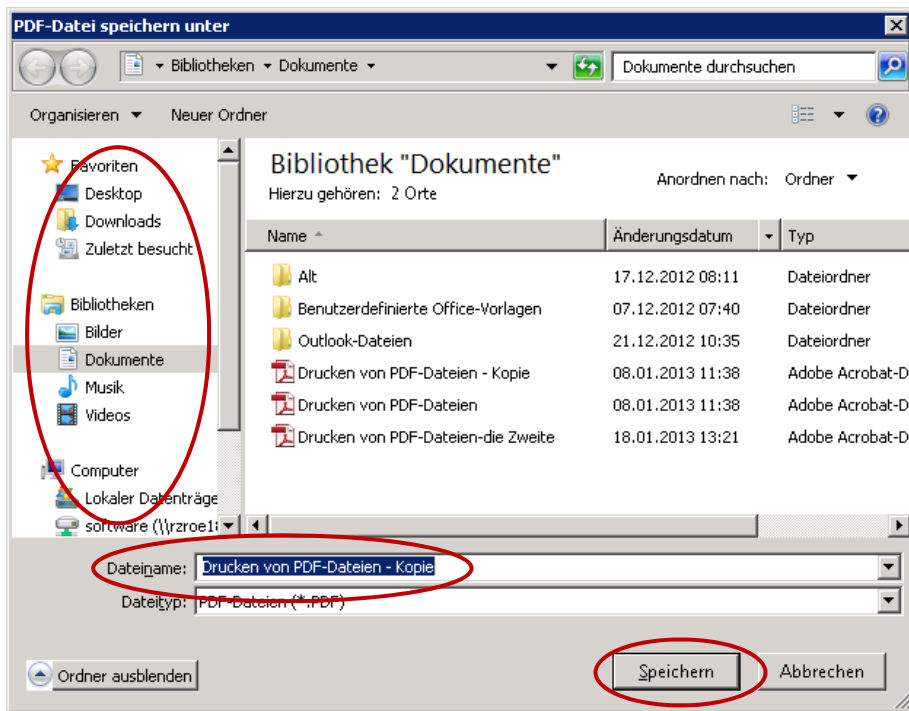 PDF-Datei speichern unter
Bibliotheken Dokumente
Dokumente durchsuchen
Organisieren Neuer Ordner
Favoriten
Desktop
Downloads
Zuletzt besucht
Bibliotheken
Bilder
Dokumente
Musik
Videos
Computer
Lokaler Datenträge
software (\\rzroe1
Bibliothek "Dokumente"
Hierzu gehören: 2 Orte
Anordnen nach: Ordner
Name Änderungsdatum Typ
Alt 17.12.2012 08:11 Dateiordner
Benutzerdefinierte Office-Vorlagen 07.12.2012 07:40 Dateiordner
Outlook-Dateien 21.12.2012 10:35 Dateiordner
Drucken von PDF-Dateien - Kopie 08.01.2013 11:38 Adobe Acrobat-D
Drucken von PDF-Dateien 08.01.2013 11:38 Adobe Acrobat-D
Drucken von PDF-Dateien-die Zweite 18.01.2013 13:21 Adobe Acrobat-D
Dateiname: Drucken von PDF-Dateien - Kopie
Dateityp: PDF-Dateien (*.PDF)
Ordner ausblenden
Speichern Abbrechen